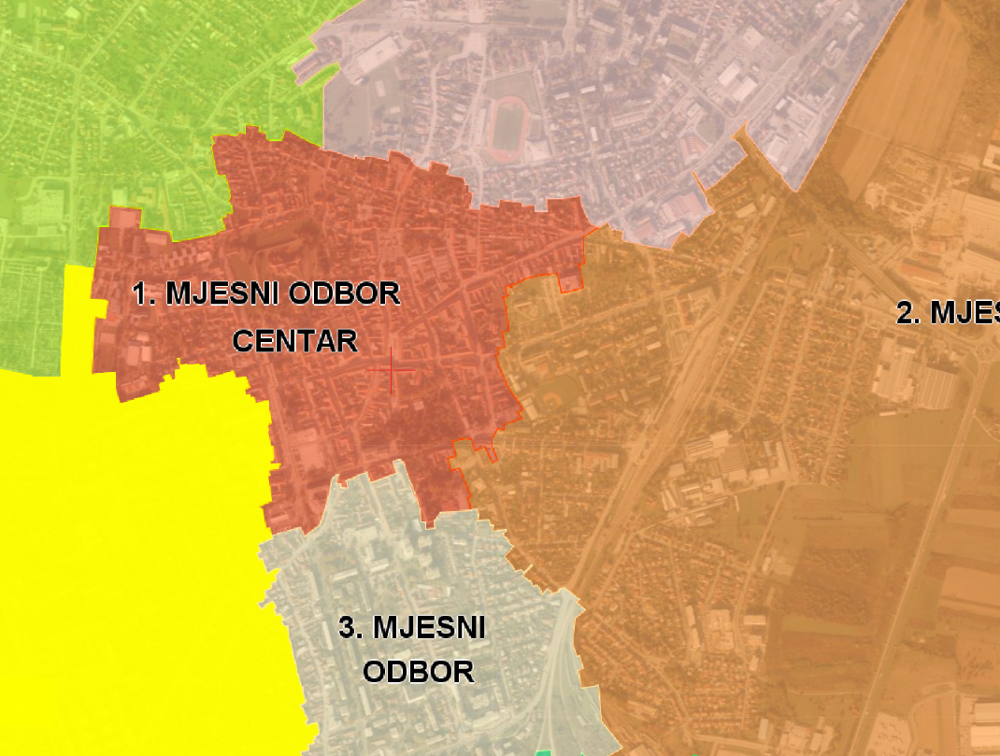 1. MJESNI ODBOR
CENTAR
2. MJES
3. MJESNI
ODBOR